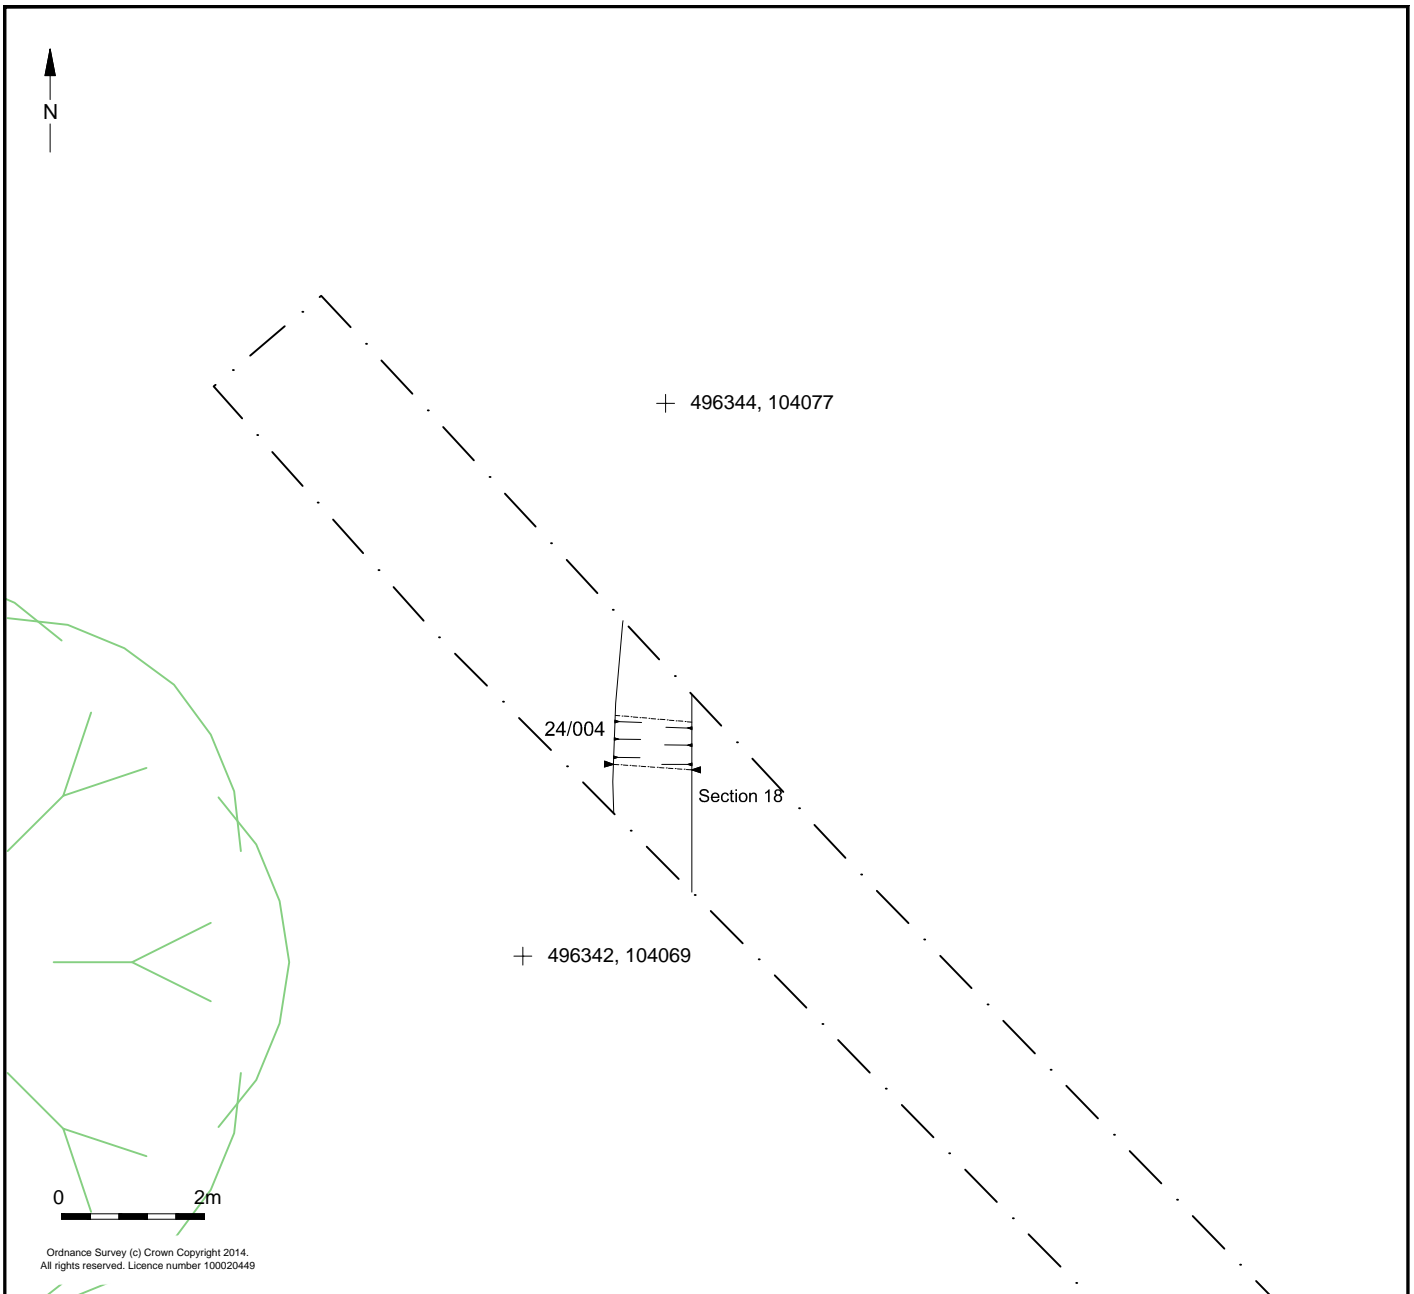 N
496344, 104077
24/004
Section 18
496342, 104069
0 2m
Ordnance Survey (c) Crown Copyright 2014.
All rights reserved. Licence number 100020449